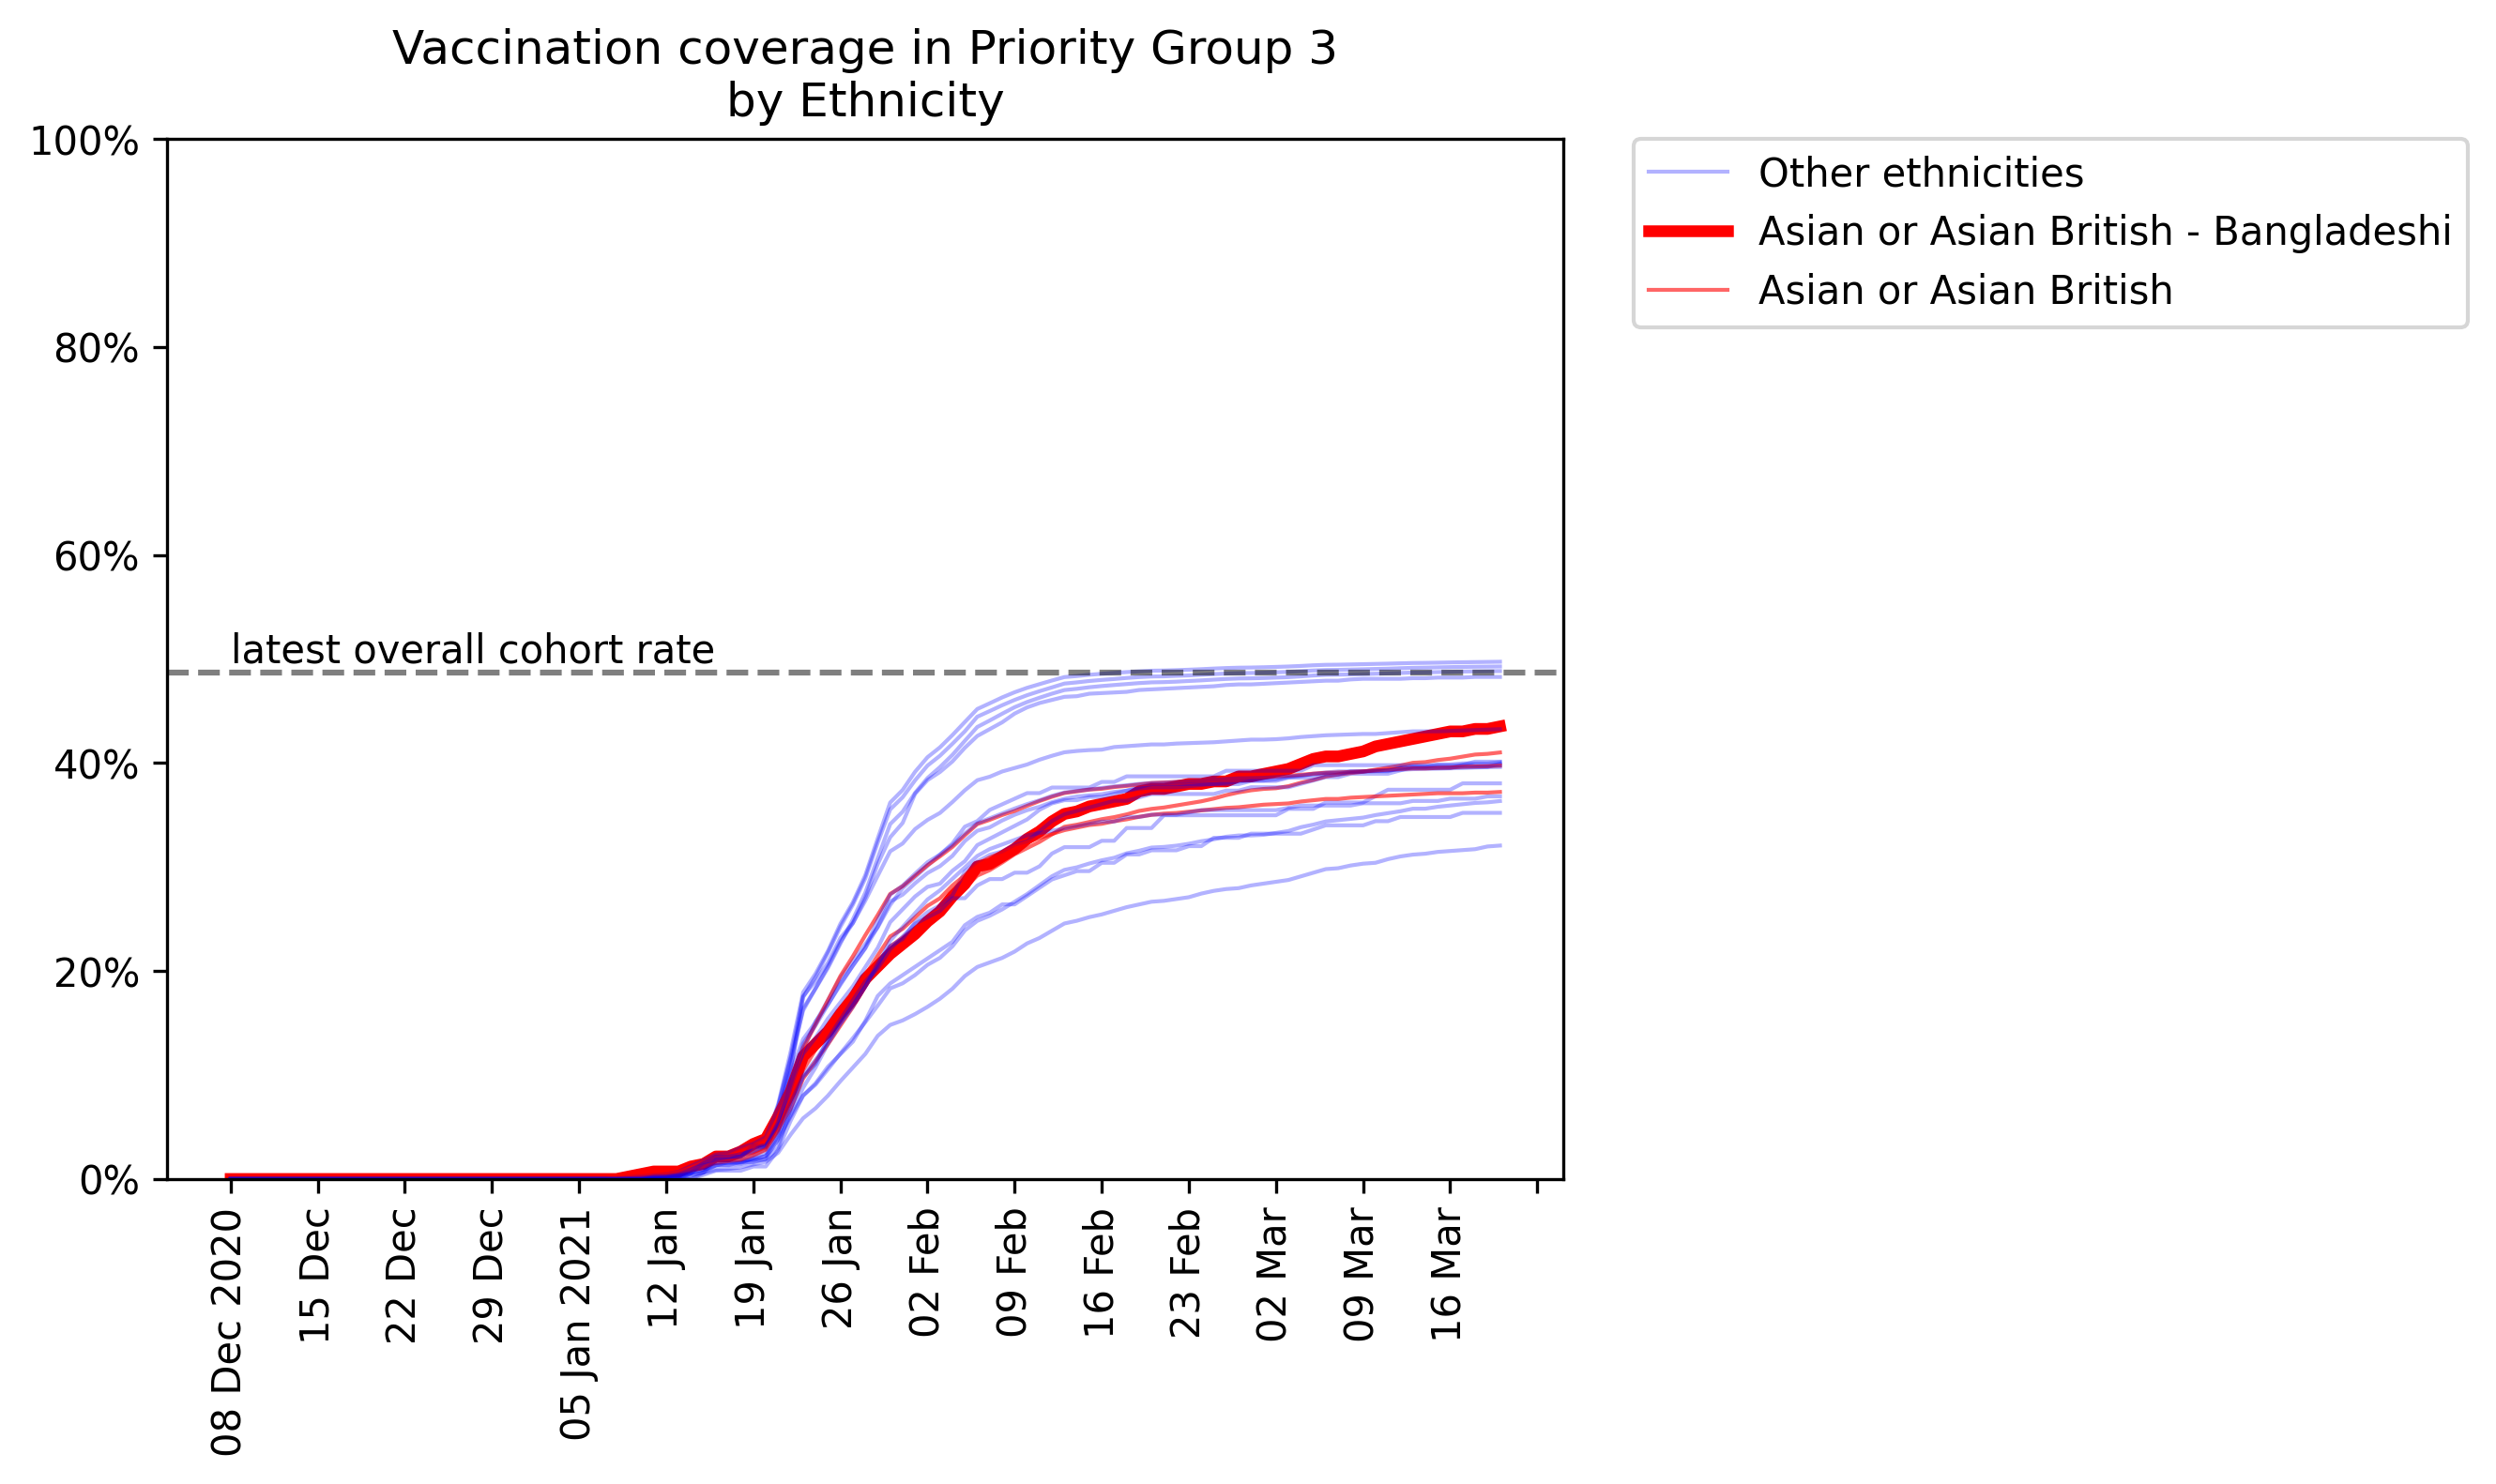 Vaccination coverage in Priority Group 3
by Ethnicity
100%
80%
60%
40%
20%
0%
latest overall cohort rate
Other ethnicities
Asian or Asian British - Bangladeshi
Asian or Asian British
08 Dec 2020
15 Dec
22 Dec
29 Dec
05 Jan 2021
12 Jan
19 Jan
26 Jan
02 Feb
09 Feb
16 Feb
23 Feb
02 Mar
09 Mar
16 Mar